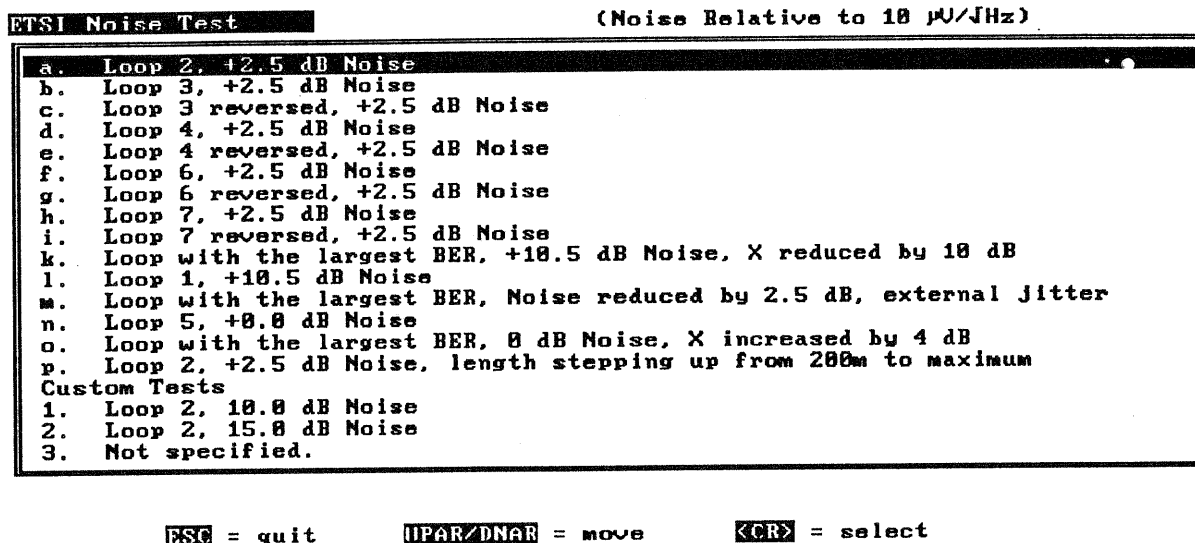 ETSI Noise Test (Noise Relative to 10 µV/√Hz)
a. Loop 2, +2.5 dB Noise
b. Loop 3, +2.5 dB Noise
c. Loop 3 reversed, +2.5 dB Noise
d. Loop 4, +2.5 dB Noise
e. Loop 4 reversed, +2.5 dB Noise
f. Loop 6, +2.5 dB Noise
g. Loop 6 reversed, +2.5 dB Noise
h. Loop 7, +2.5 dB Noise
i. Loop 7 reversed, +2.5 dB Noise
k. Loop with the largest BER, +10.5 dB Noise, X reduced by 10 dB
l. Loop 1, +10.5 dB Noise
m. Loop with the largest BER, Noise reduced by 2.5 dB, external jitter
n. Loop 5, +0.0 dB Noise
o. Loop with the largest BER, 0 dB Noise, X increased by 4 dB
p. Loop 2, +2.5 dB Noise, length stepping up from 200m to maximum
Custom Tests
1. Loop 2, 10.0 dB Noise
2. Loop 2, 15.0 dB Noise
3. Not specified.
ESC = quit UPAR/DNAR = move <CR> = select